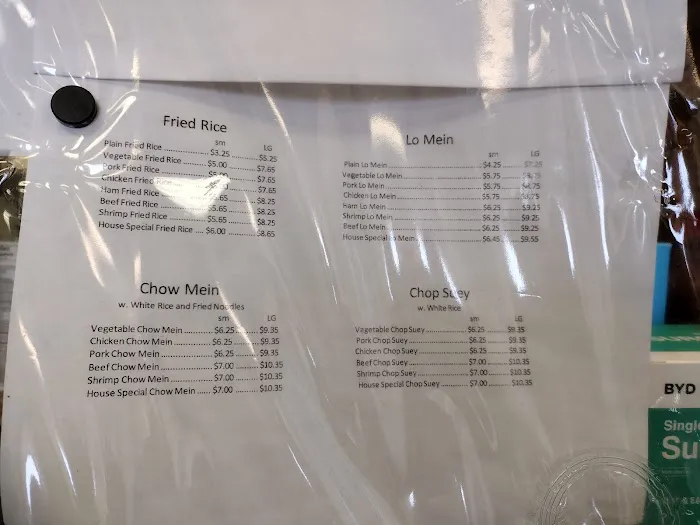 Fried Rice
sm LG
Plain Fried Rice ................ $3.25 ........... $5.25
Vegetable Fried Rice ......... $5.00 ........... $7.65
Pork Fried Rice ................ ........... $7.65
Chicken Fried Rice ........... $7.65
Ham Fried Rice ................ .65 ........... $8.25
Beef Fried Rice ................ $5.65 ........... $8.25
Shrimp Fried Rice ............. $5.65 ........... $8.25
House Special Fried Rice .... $6.00 ........... $8.65
Lo Mein
sm LG
Plain Lo Mein ................ $4.25 ...........
Vegetable Lo Mein ................ $5.75 ...........
Pork Lo Mein ................ $5.75 ........... $8.75
Chicken Lo Mein ................ $5.75 ...........
Ham Lo Mein ................ $6.25 ........... $9.25
Shrimp Lo Mein ................ $6.25 ........... $9.25
Beef Lo Mein ................ $6.25 ........... $9.25
House Special Lo Mein ................ $6.45 ........... $9.55
Chow Mein
w. White Rice and Fried Noodles
sm LG
Vegetable Chow Mein ........... $6.25 ........... $9.35
Chicken Chow Mein ........... $6.25 ........... $9.35
Pork Chow Mein ........... $6.25 ........... $9.35
Beef Chow Mein ........... $7.00 ........... $10.35
Shrimp Chow Mein ........... $7.00 ........... $10.35
House Special Chow Mein ...... $7.00 ........... $10.35
Chop Suey
w. White Rice
sm LG
Vegetable Chop Suey ........... $6.25 ........... $9.35
Pork Chop Suey ........... $6.25 ........... $9.35
Chicken Chop Suey ........... $6.25 ........... $9.35
Beef Chop Suey ........... $7.00 ........... $10.35
Shrimp Chop Suey ........... $7.00 ........... $10.35
House Special Chop Suey ........... $7.00 ........... $10.35
BYD
Single
Su